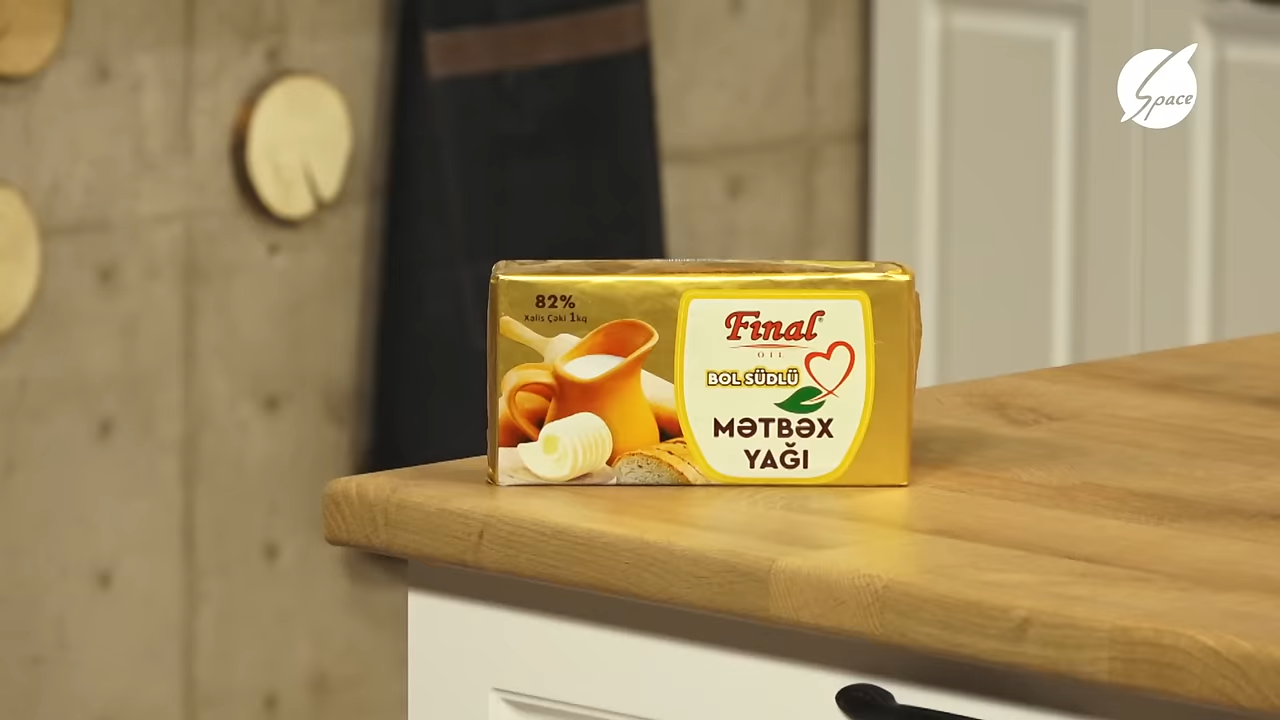 Space
82%
Xalis Çəki 1kq
Final®
OIL
BOL SÜDLÜ
MƏTBƏX
YAĞI